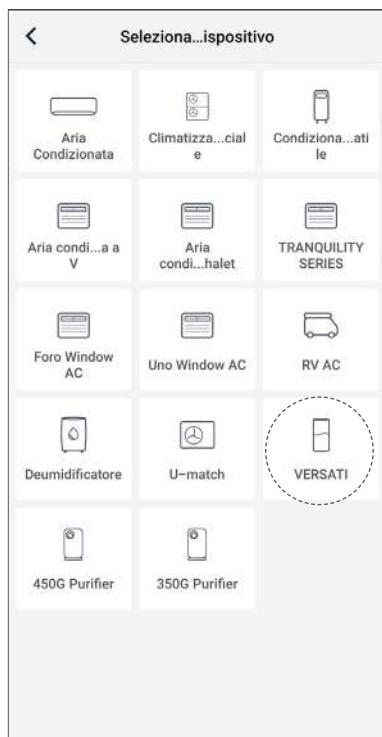 Seleziona...ispositivo
Aria
Condizionata
Climatizza...cial
e
Condiziona...ati
le
Aria condi...a a
V
Aria
condi...halet
TRANQUILITY
SERIES
Foro Window
AC
Uno Window AC
RV AC
Deumidificatore
U-match
VERSATI
450G Purifier
350G Purifier